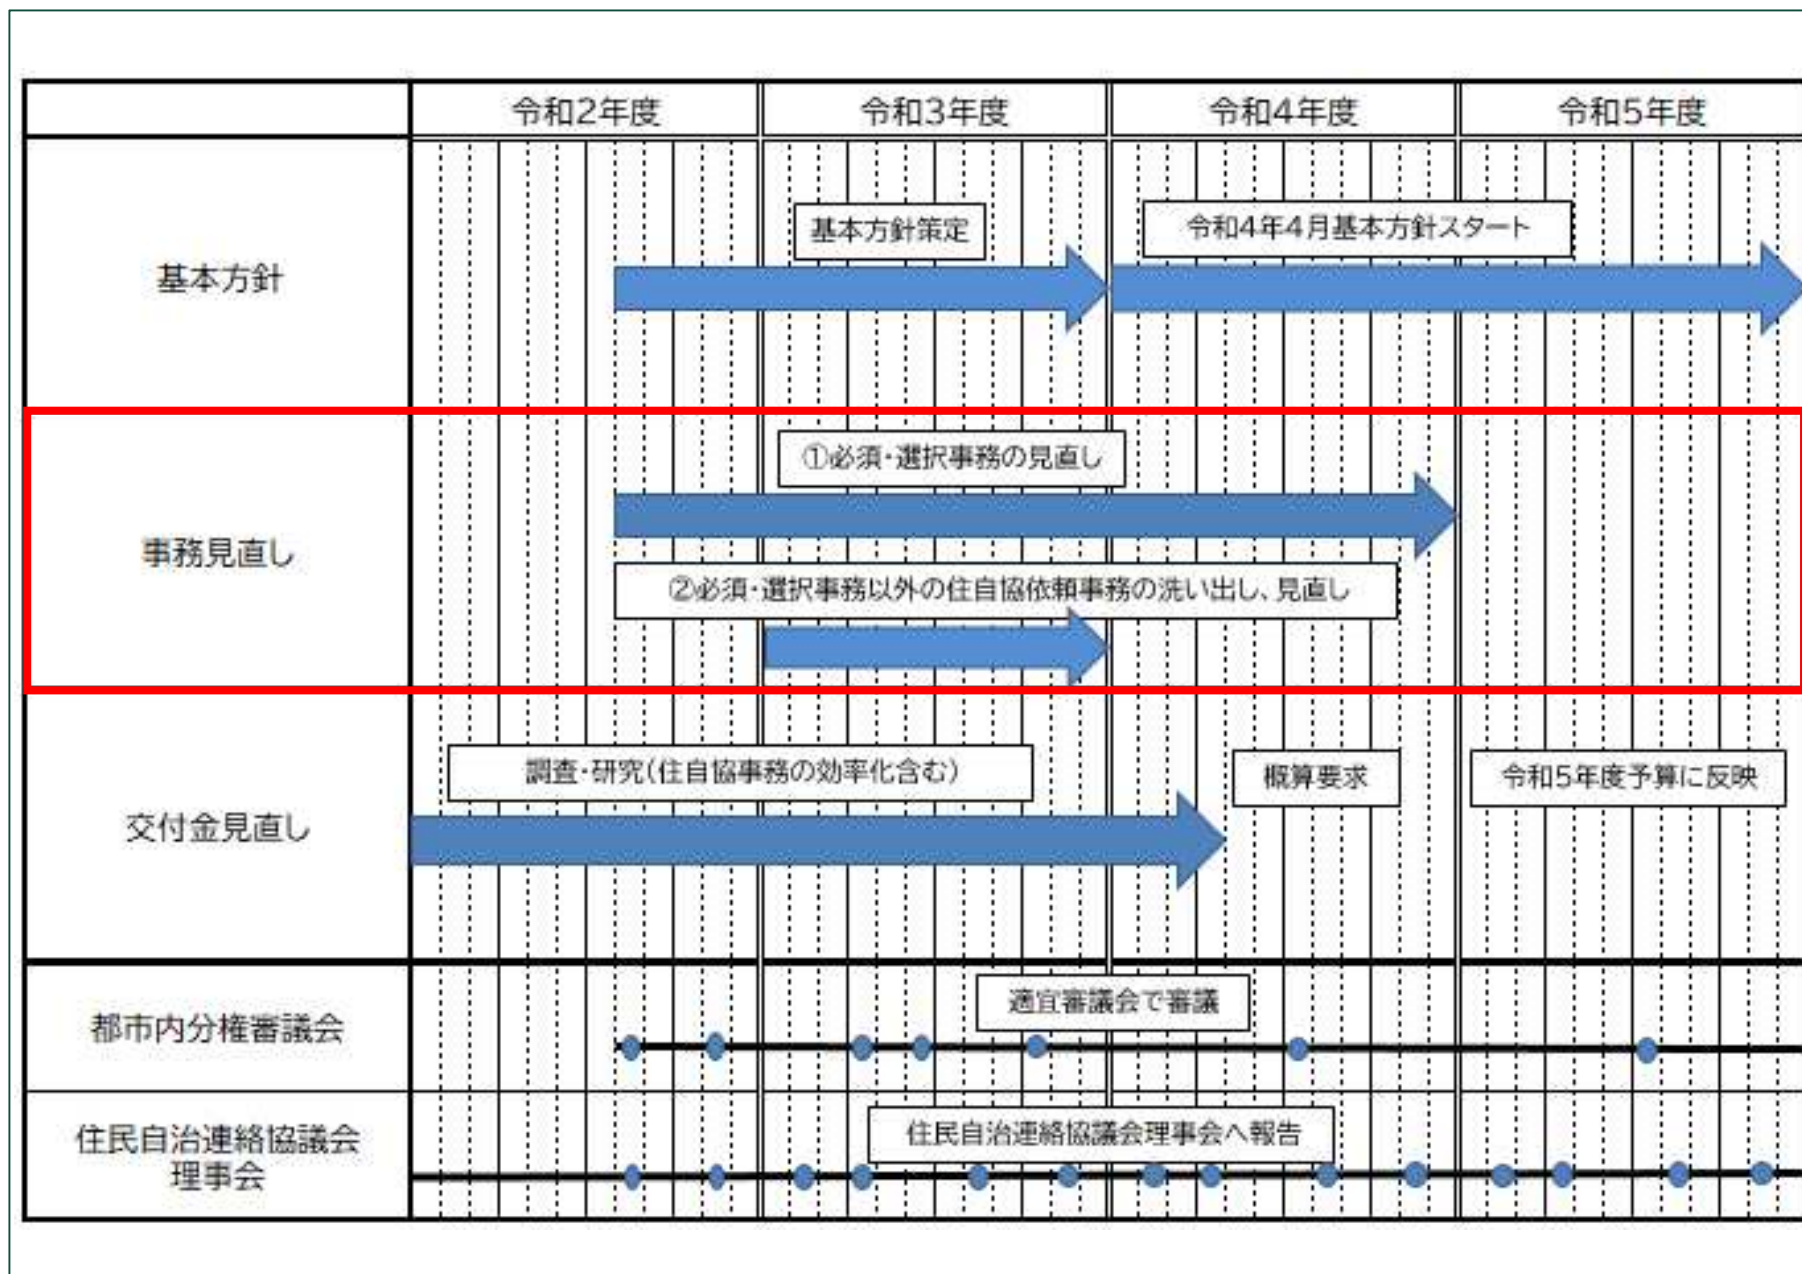 令和2年度 令和3年度 令和4年度 令和5年度
基本方針
基本方針策定
令和4年4月基本方針スタート
事務見直し
①必須・選択事務の見直し
②必須・選択事務以外の住自協依頼事務の洗い出し、見直し
交付金見直し
調査・研究(住自協事務の効率化含む)
概算要求
令和5年度予算に反映
都市内分権審議会
適宜審議会で審議
住民自治連絡協議会
理事会
住民自治連絡協議会理事会へ報告